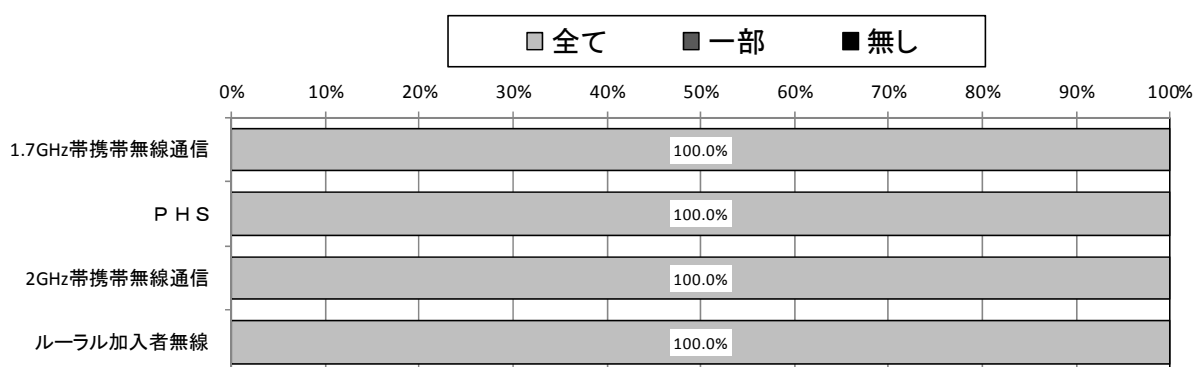 全て 一部 無し
0% 10% 20% 30% 40% 50% 60% 70% 80% 90% 100%
1.7GHz帯携帯無線通信 100.0%
ＰＨＳ 100.0%
2GHz帯携帯無線通信 100.0%
ルーラル加入者無線 100.0%